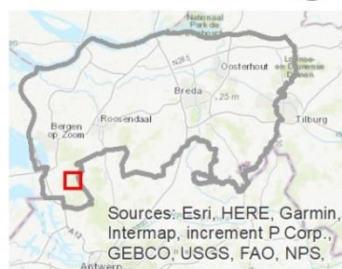 Nationaal
Park de
N285
Oosterhout
Loonse-
en Drunense
Duinen
Breda
25 m
Tilburg
Bergen
op Zoom
Roosendaal
A12
Antwerp
Sources: Esri, HERE, Garmin,
Intermap, increment P Corp.,
GEBCO, USGS, FAO, NPS,